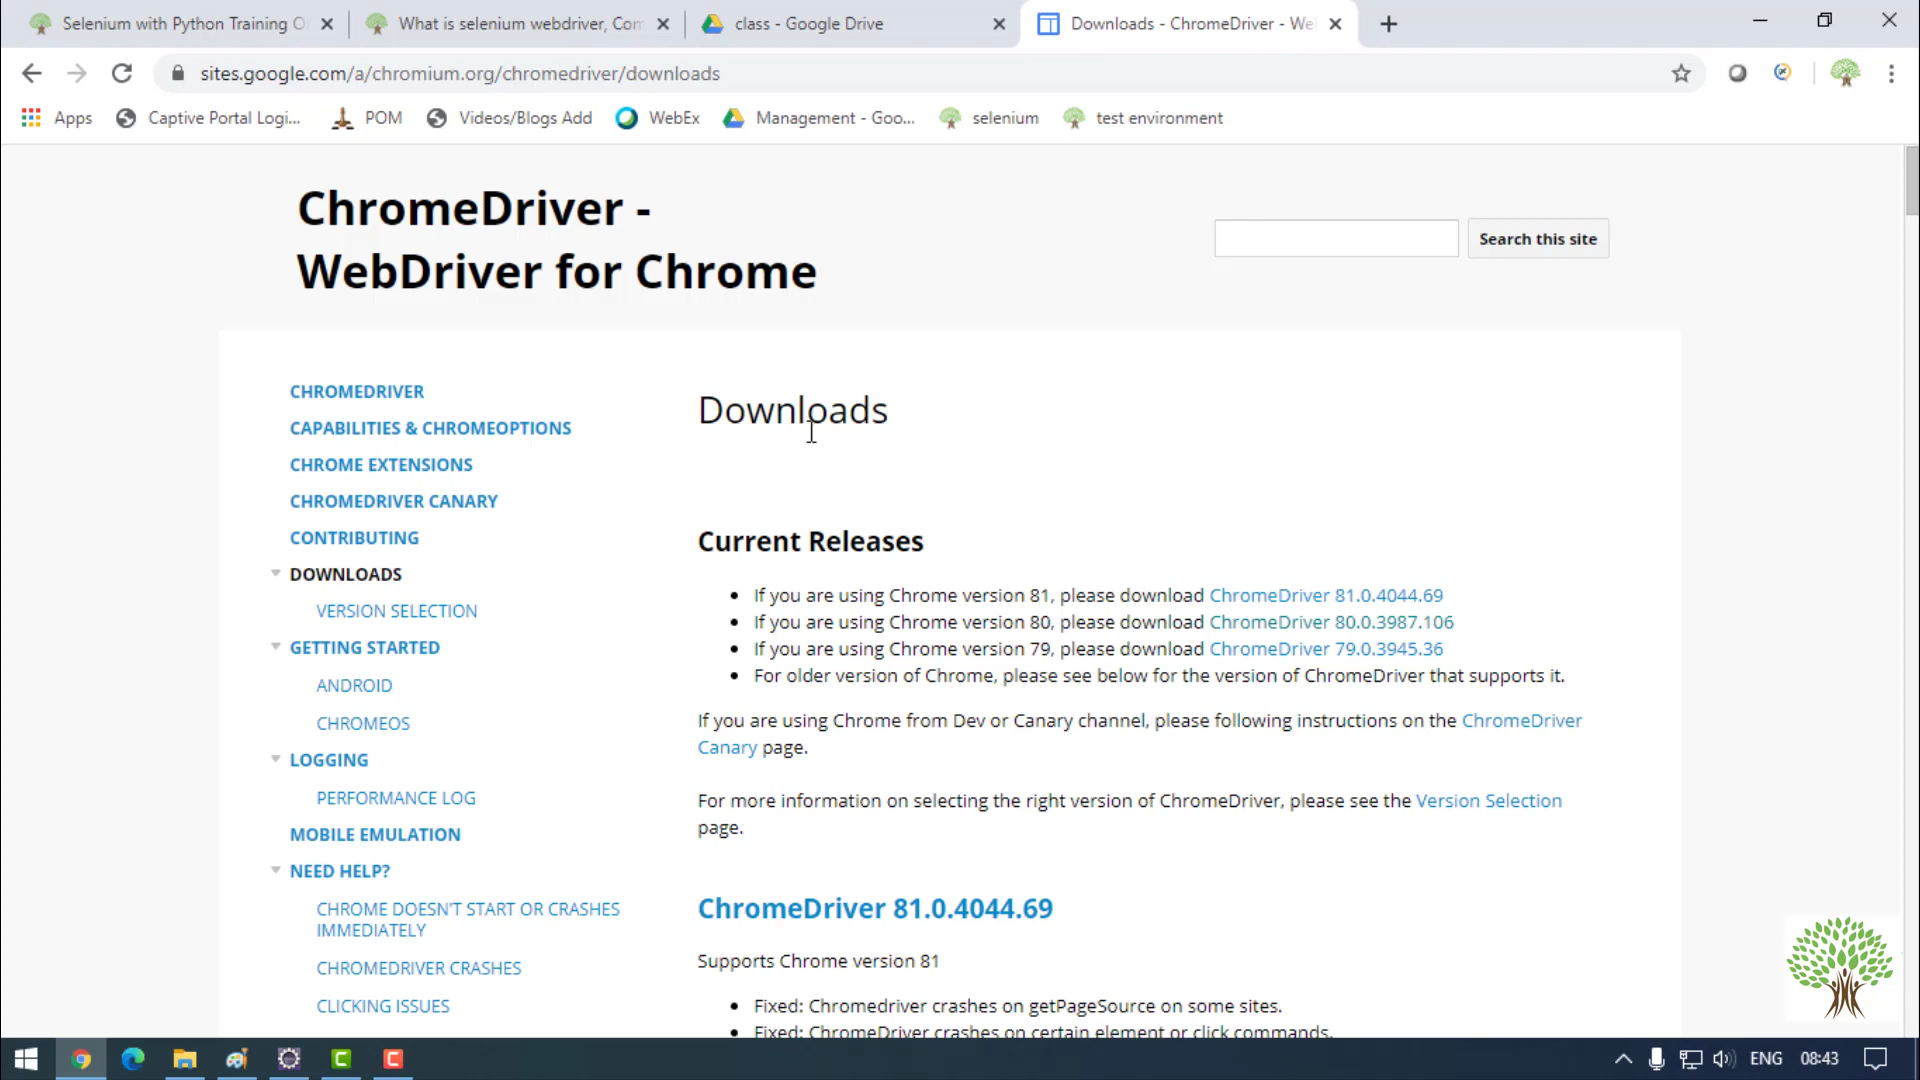 Selenium with Python Training O
What is selenium webdriver, Com
class - Google Drive
Downloads - ChromeDriver - We
sites.google.com/a/chromium.org/chromedriver/downloads
Apps
Captive Portal Logi...
POM
Videos/Blogs Add
WebEx
Management - Goo...
selenium
test environment
ChromeDriver -
WebDriver for Chrome
Search this site
CHROMEDRIVER
CAPABILITIES & CHROMEOPTIONS
CHROME EXTENSIONS
CHROMEDRIVER CANARY
CONTRIBUTING
DOWNLOADS
VERSION SELECTION
GETTING STARTED
ANDROID
CHROMEOS
LOGGING
PERFORMANCE LOG
MOBILE EMULATION
NEED HELP?
CHROME DOESN'T START OR CRASHES
IMMEDIATELY
CHROMEDRIVER CRASHES
CLICKING ISSUES
Downloads
Current Releases
If you are using Chrome version 81, please download ChromeDriver 81.0.4044.69
If you are using Chrome version 80, please download ChromeDriver 80.0.3987.106
If you are using Chrome version 79, please download ChromeDriver 79.0.3945.36
For older version of Chrome, please see below for the version of ChromeDriver that supports it.
If you are using Chrome from Dev or Canary channel, please following instructions on the ChromeDriver
Canary page.
For more information on selecting the right version of ChromeDriver, please see the Version Selection
page.
ChromeDriver 81.0.4044.69
Supports Chrome version 81
Fixed: Chromedriver crashes on getPageSource on some sites.
Fixed: ChromeDriver crashes on certain element or click commands.
ENG
08:43